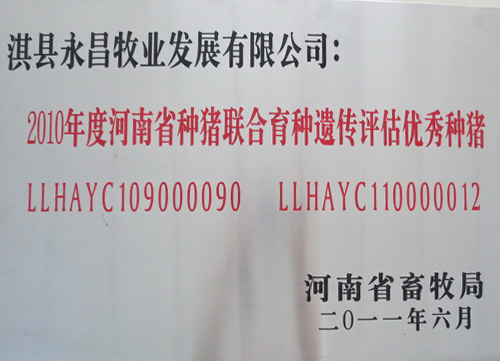 淇县永昌牧业发展有限公司：
2010年度河南省种猪联合育种遗传评估优秀种猪
LLHAYC109000090 LLHAYC110000012
河南省畜牧局
二〇一一年六月